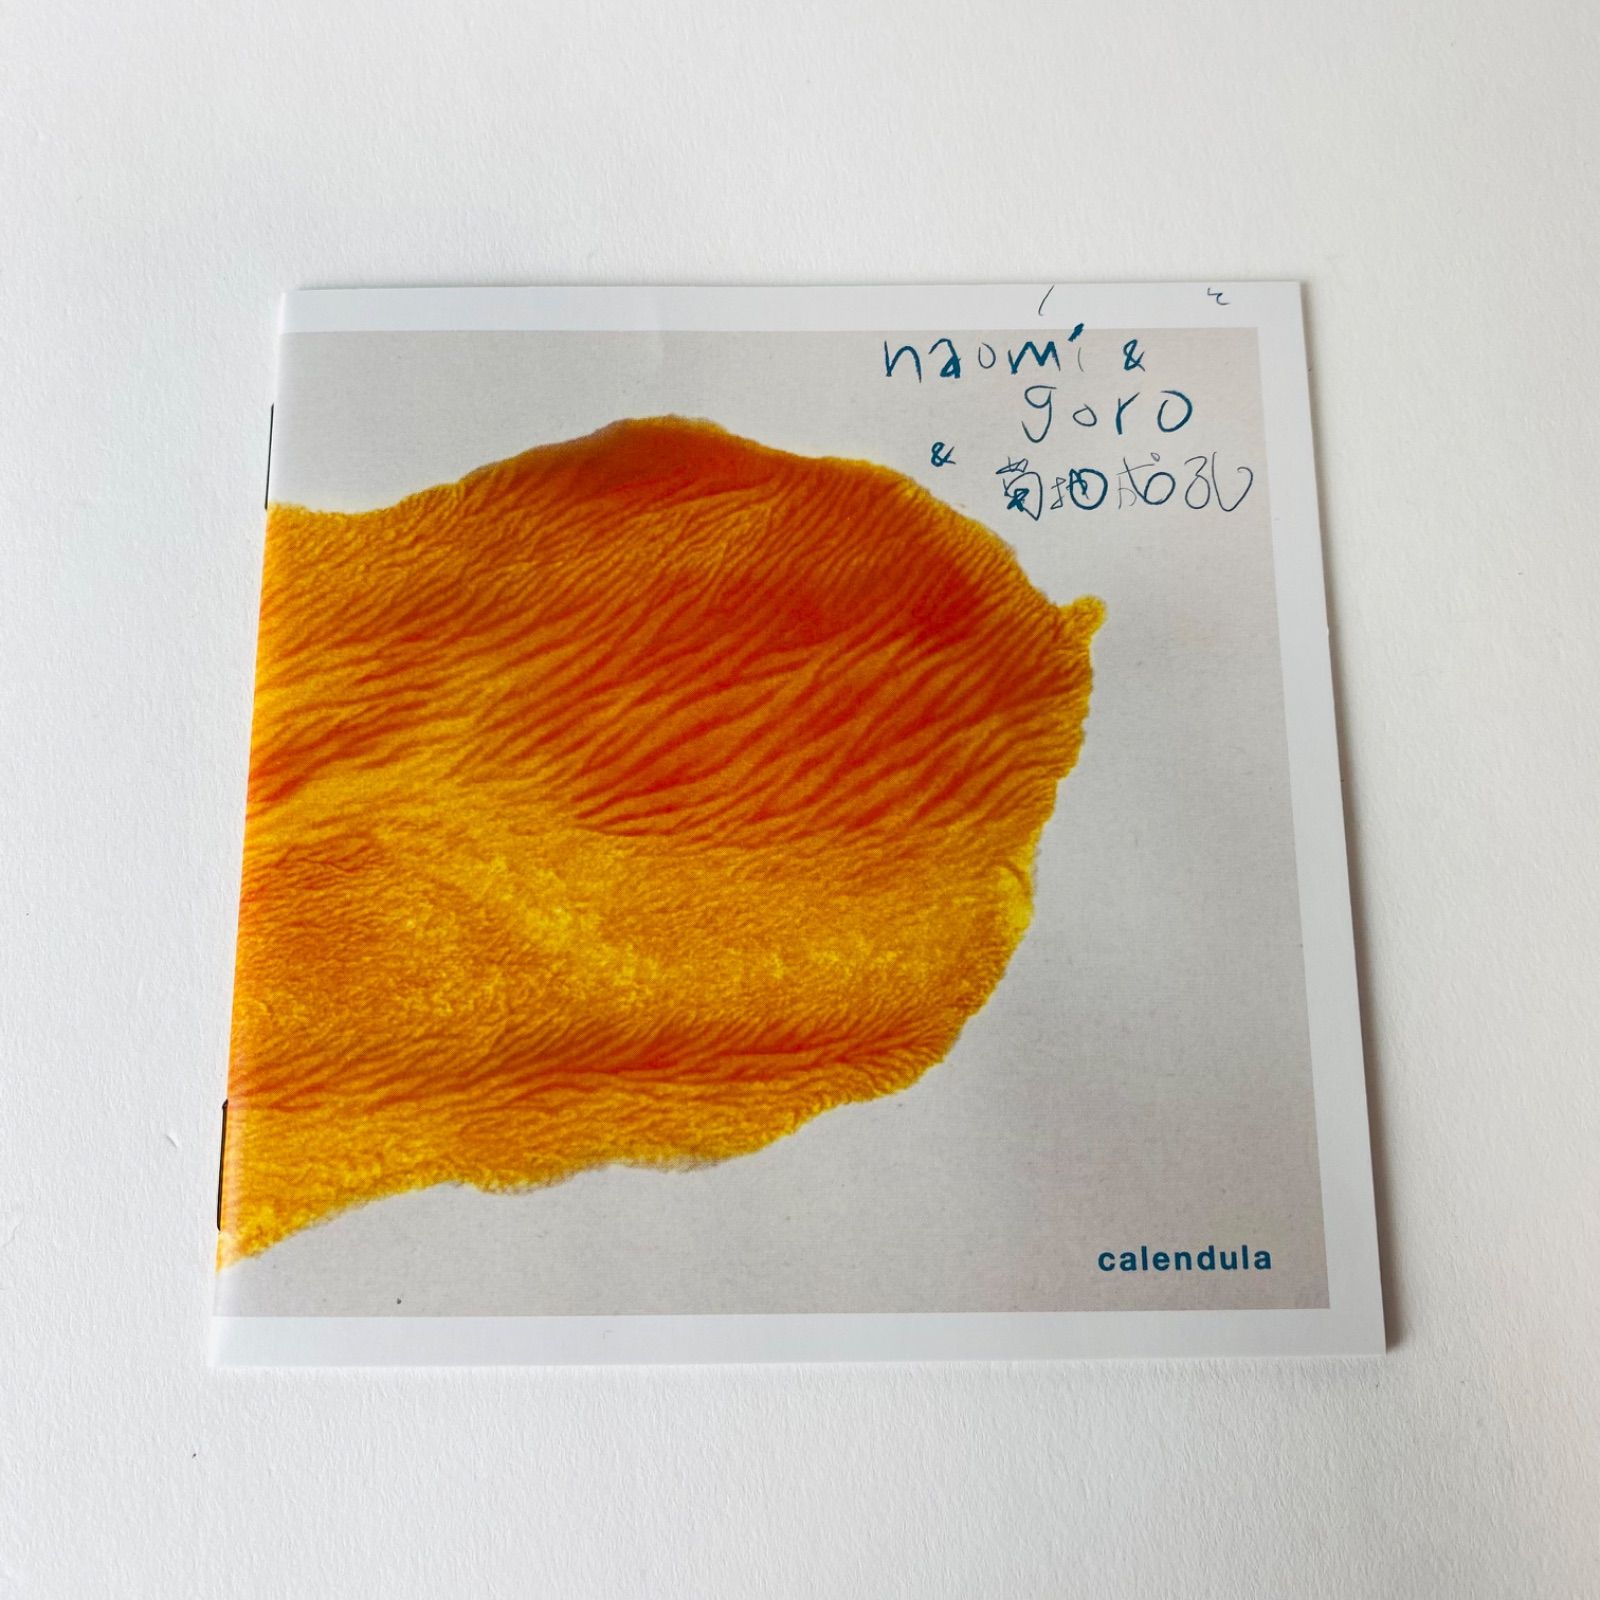 naomi &
goro
& 菊地成孔
calendula